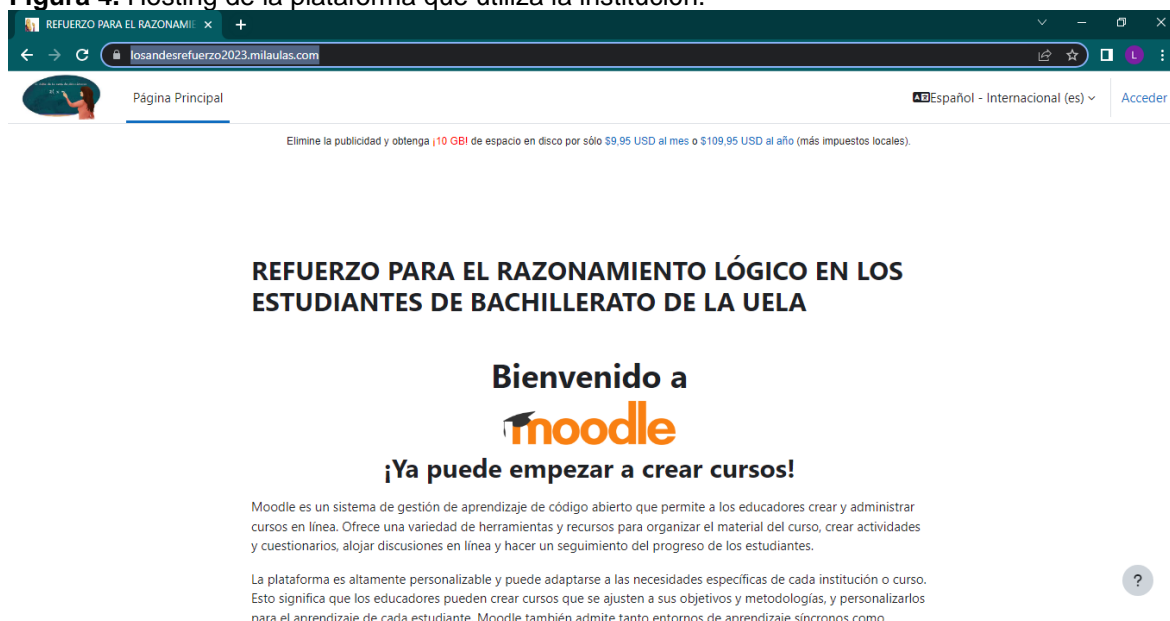 Figura 4. Hosting de la plataforma que utiliza la institución.
REFUERZO PARA EL RAZONAMIE
losandesrefuerzo2023.milaulas.com
L
Página Principal
Español - Internacional (es)
Acceder
Elimine la publicidad y obtenga ¡10 GB! de espacio en disco por sólo $9,95 USD al mes o $109,95 USD al año (más impuestos locales).
REFUERZO PARA EL RAZONAMIENTO LÓGICO EN LOS
ESTUDIANTES DE BACHILLERATO DE LA UELA
Bienvenido a
moodle
¡Ya puede empezar a crear cursos!
Moodle es un sistema de gestión de aprendizaje de código abierto que permite a los educadores crear y administrar
cursos en línea. Ofrece una variedad de herramientas y recursos para organizar el material del curso, crear actividades
y cuestionarios, alojar discusiones en línea y hacer un seguimiento del progreso de los estudiantes.
La plataforma es altamente personalizable y puede adaptarse a las necesidades específicas de cada institución o curso.
Esto significa que los educadores pueden crear cursos que se ajusten a sus objetivos y metodologías, y personalizarlos
para el aprendizaje de cada estudiante. Moodle también admite tanto entornos de aprendizaje síncronos como
?